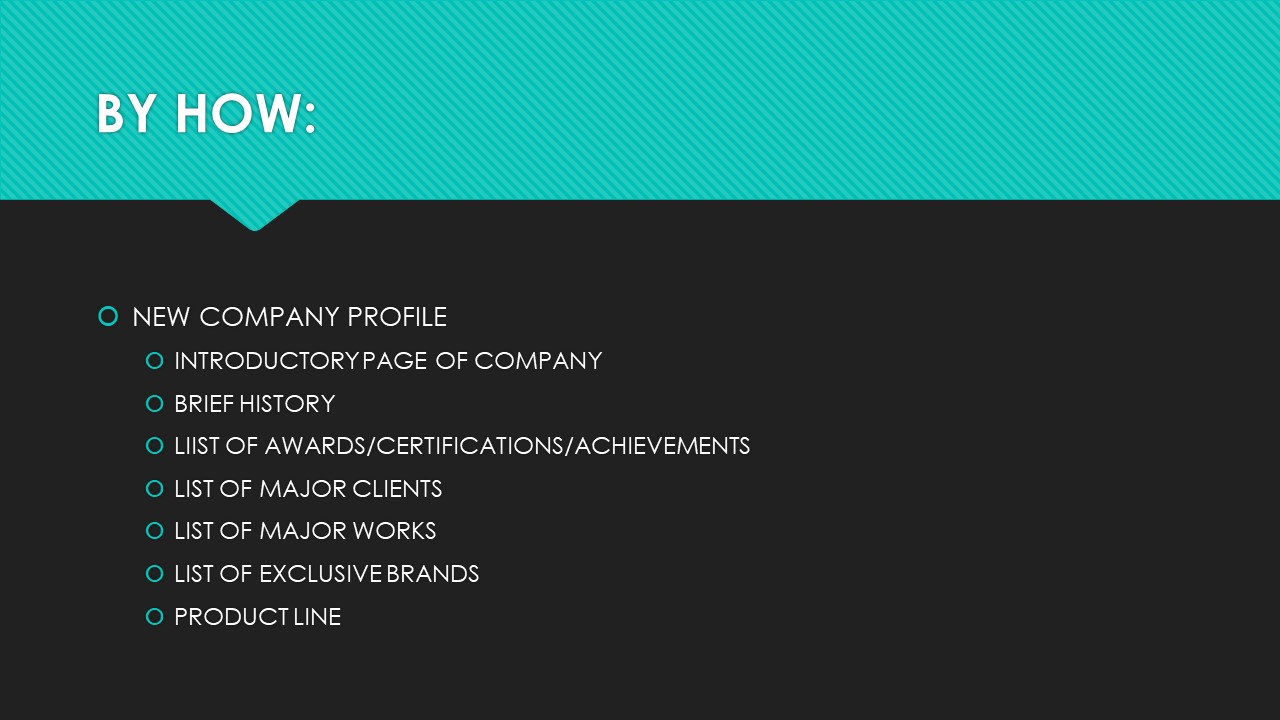 BY HOW:
NEW COMPANY PROFILE
INTRODUCTORY PAGE OF COMPANY
BRIEF HISTORY
LIIST OF AWARDS/CERTIFICATIONS/ACHIEVEMENTS
LIST OF MAJOR CLIENTS
LIST OF MAJOR WORKS
LIST OF EXCLUSIVE BRANDS
PRODUCT LINE